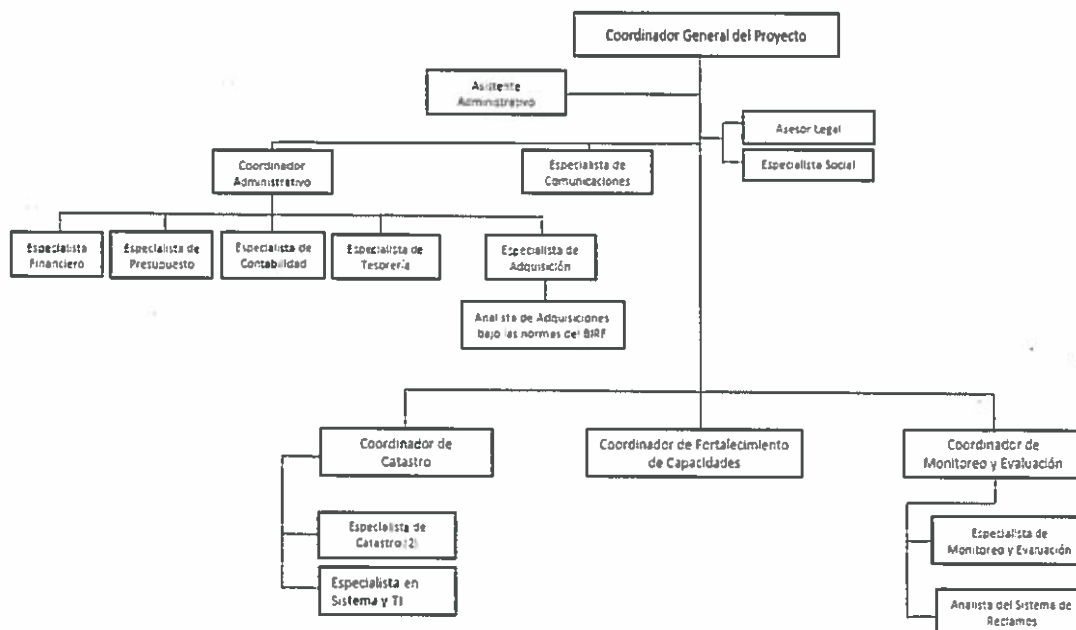 Coordinador General del Proyecto
Asistente
Administrativo
Asesor Legal
Especialista Social
Coordinador
Administrativo
Especialista de
Comunicaciones
Especialista
Financiero
Especialista de
Presupuesto
Especialista de
Contabilidad
Especialista de
Tesorería
Especialista de
Adquisición
Analista de Adquisiciones
bajo las normas del BIRF
Coordinador de
Catastro
Coordinador de Fortalecimiento
de Capacidades
Coordinador de
Monitoreo y Evaluación
Especialista de
Catastro (2)
Especialista en
Sistema y TI
Especialista de
Monitoreo y Evaluación
Analista del Sistema de
Reclamos